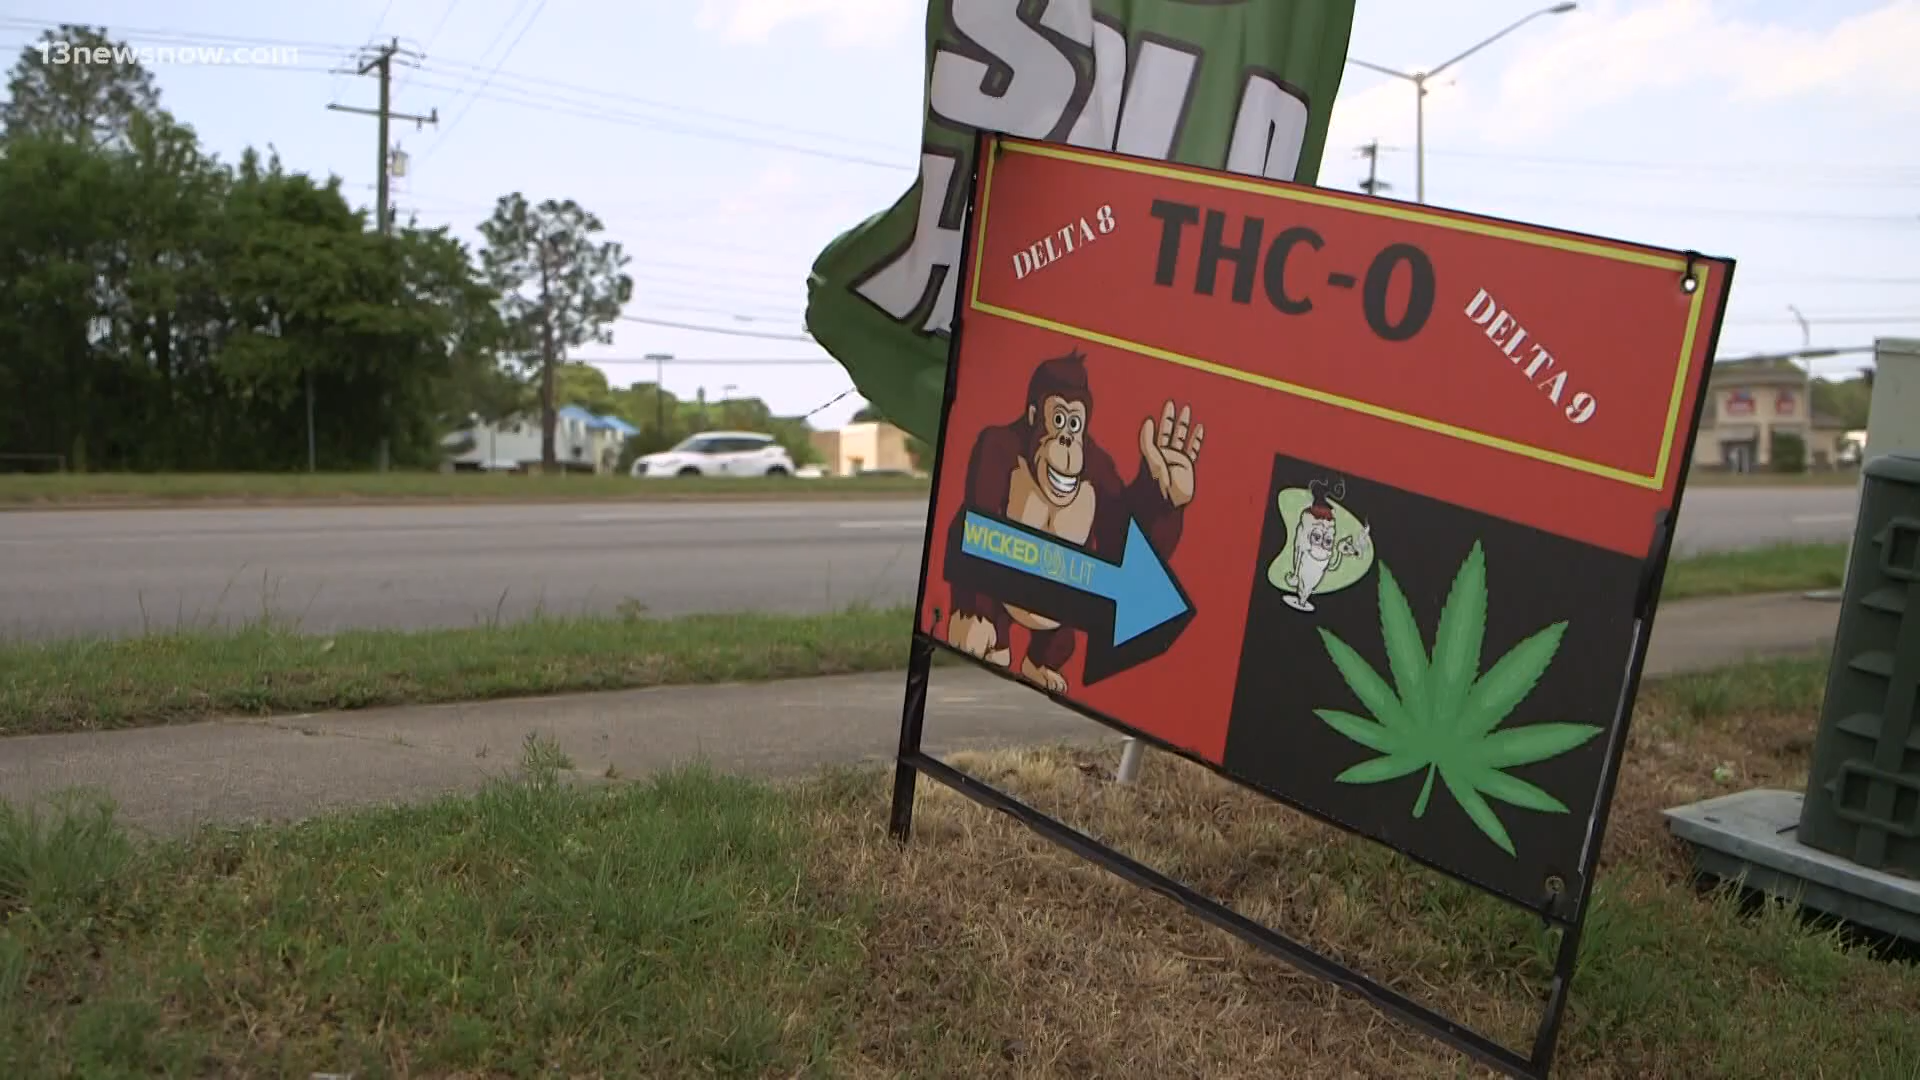 13newsnow.com
DELTA 8
THC-O
DELTA 9
WICKED LIT